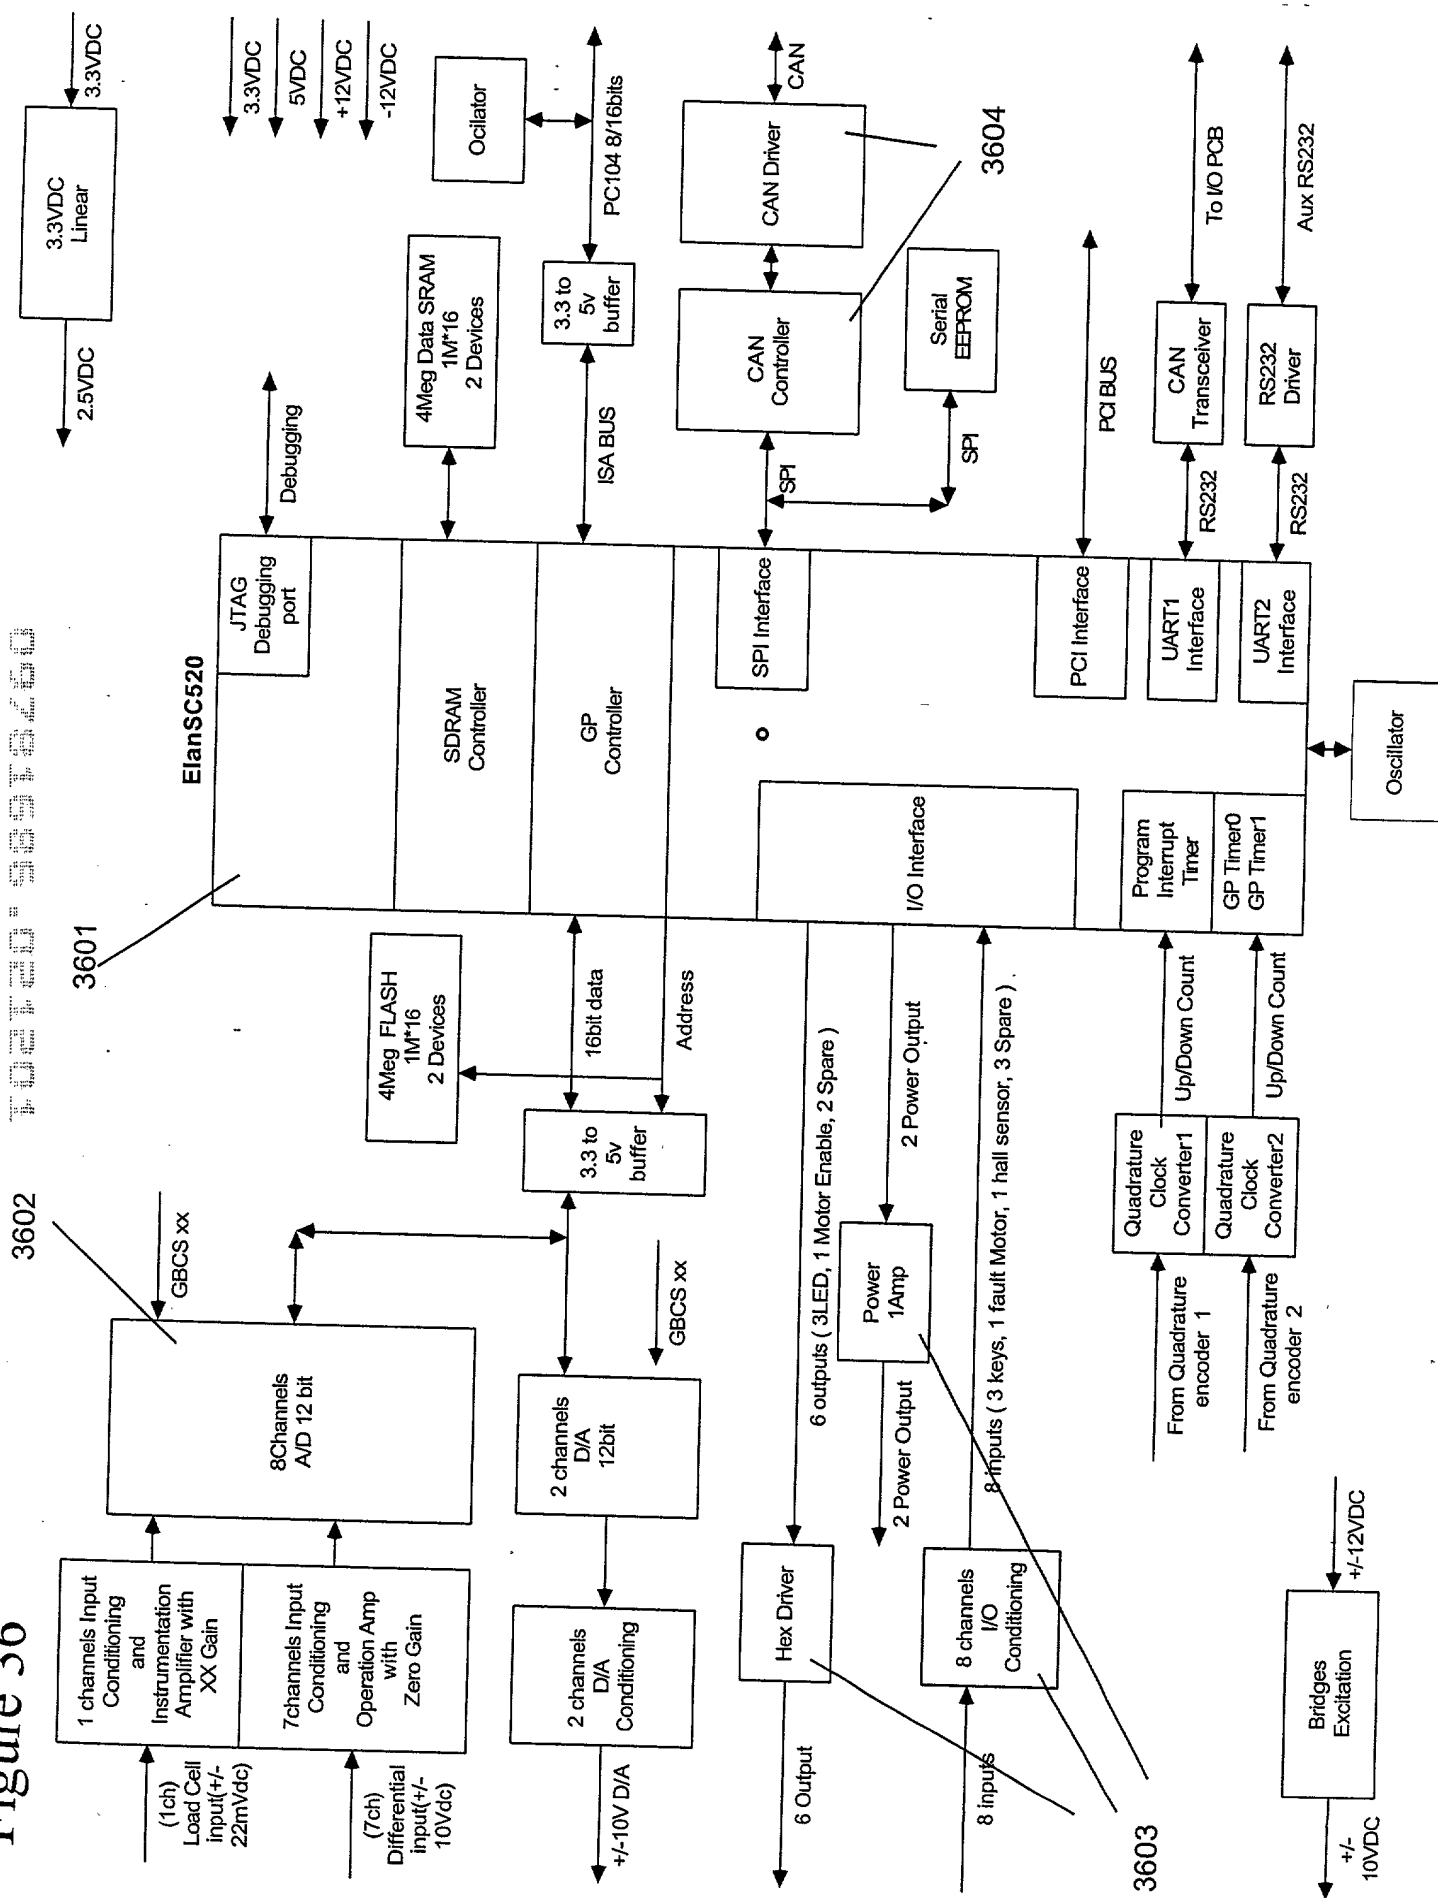 Figure 36
3602
3601
ElanSC520
3.3VDC
3.3VDC
Linear
2.5VDC
3.3VDC
5VDC
+12VDC
-12VDC
1 channels Input
Conditioning
and
Instrumentation
Amplifier with
XX Gain
7channels Input
Conditioning
and
Operation Amp
with
Zero Gain
(1ch)
Load Cell
input(+/-
22mVdc)
(7ch)
Differential
input(+/-
10Vdc)
8Channels
A/D 12 bit
GBCS xx
4Meg FLASH
1M*16
2 Devices
16bit data
Address
3.3 to
5v
buffer
GBCS xx
2 channels
D/A
12bit
2 channels
D/A
Conditioning
+/-10V D/A
JTAG
Debugging
port
Debugging
SDRAM
Controller
4Meg Data SRAM
1M*16
2 Devices
GP
Controller
ISA BUS
3.3 to
5v
buffer
PC104 8/16bits
Ocilator
SPI Interface
SPI
SPI
CAN
Controller
CAN Driver
CAN
3604
Serial
EEPROM
I/O Interface
6 outputs ( 3LED, 1 Motor Enable, 2 Spare )
Hex Driver
6 Output
2 Power Output
Power
1Amp
2 Power Output
8 inputs ( 3 keys, 1 fault Motor, 1 hall sensor, 3 Spare )
8 channels
I/O
Conditioning
8 inputs
3603
PCI Interface
PCI BUS
UART1
Interface
RS232
CAN
Transceiver
To I/O PCB
UART2
Interface
RS232
RS232
Driver
Aux RS232
Program
Interrupt
Timer
GP Timer0
GP Timer1
Up/Down Count
Up/Down Count
Quadrature
Clock
Converter1
Quadrature
Clock
Converter2
From Quadrature
encoder 1
From Quadrature
encoder 2
Oscillator
+/-12VDC
Bridges
Excitation
+/-
10VDC